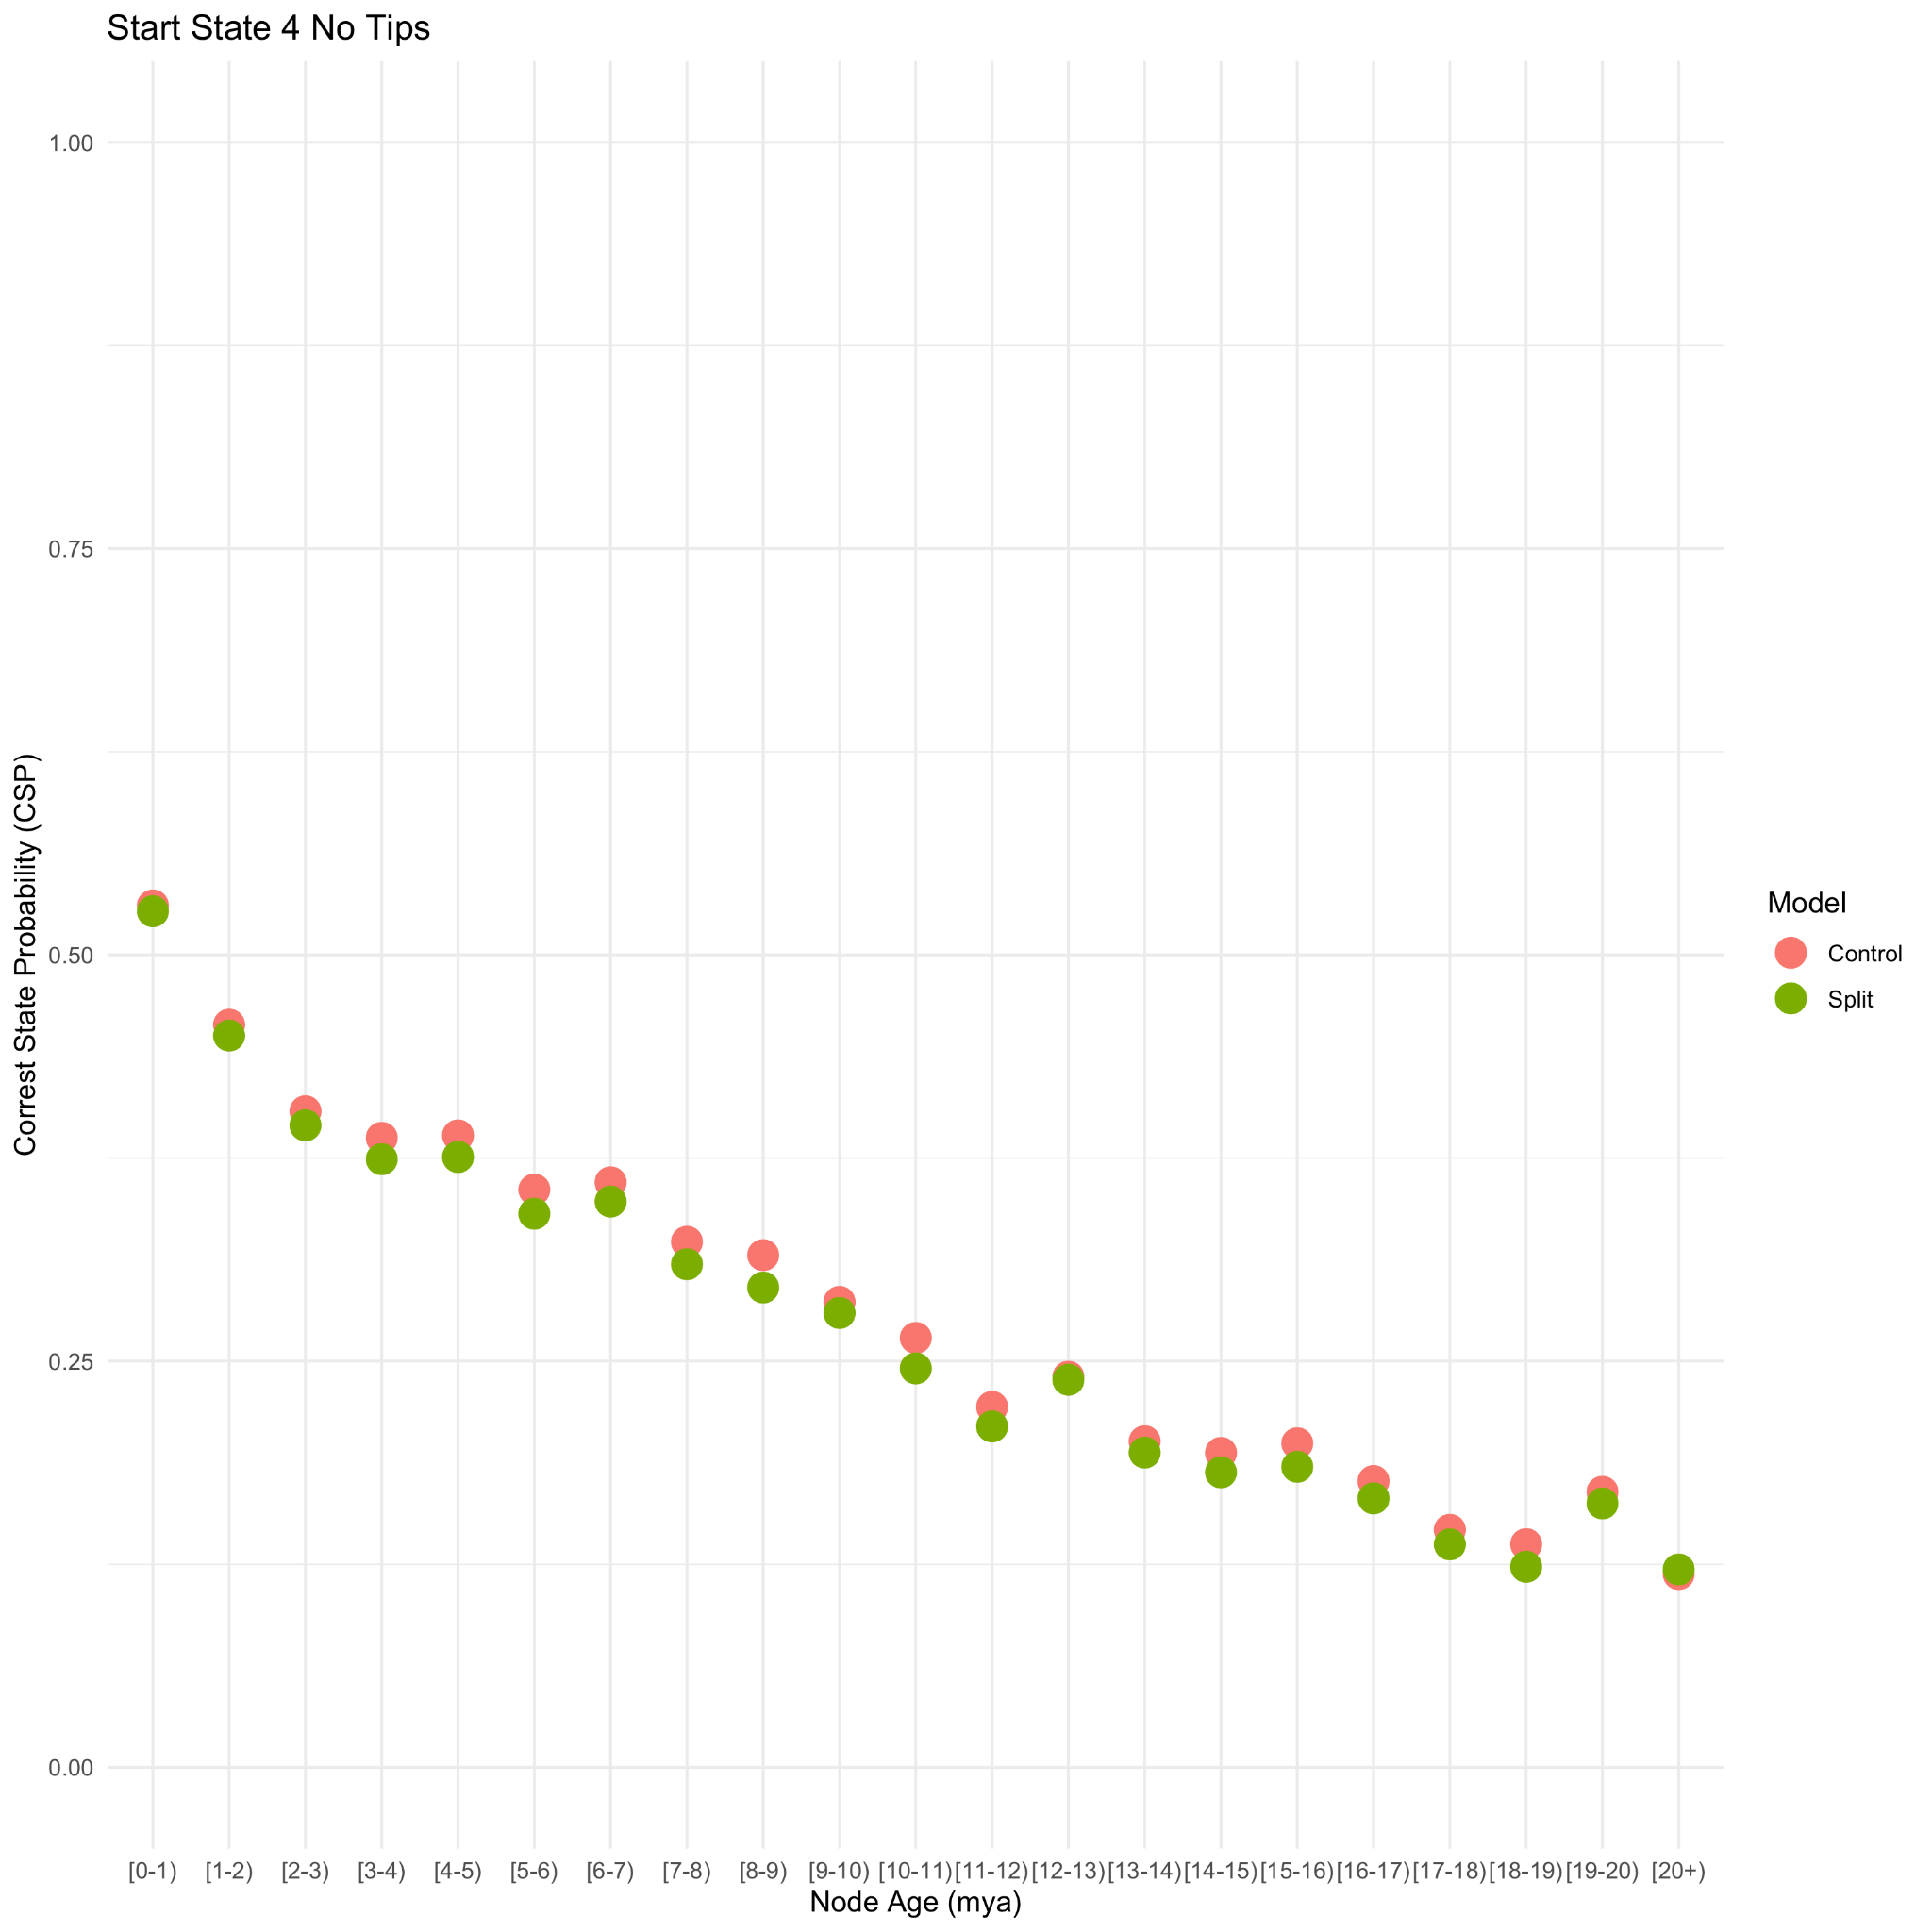 Start State 4 No Tips
Correst State Probability (CSP)
1.00
0.75
0.50
0.25
0.00
[0-1) [1-2) [2-3) [3-4) [4-5) [5-6) [6-7) [7-8) [8-9) [9-10) [10-11) [11-12) [12-13) [13-14) [14-15) [15-16) [16-17) [17-18) [18-19) [19-20) [20+)
Node Age (mya)
Model
Control
Split